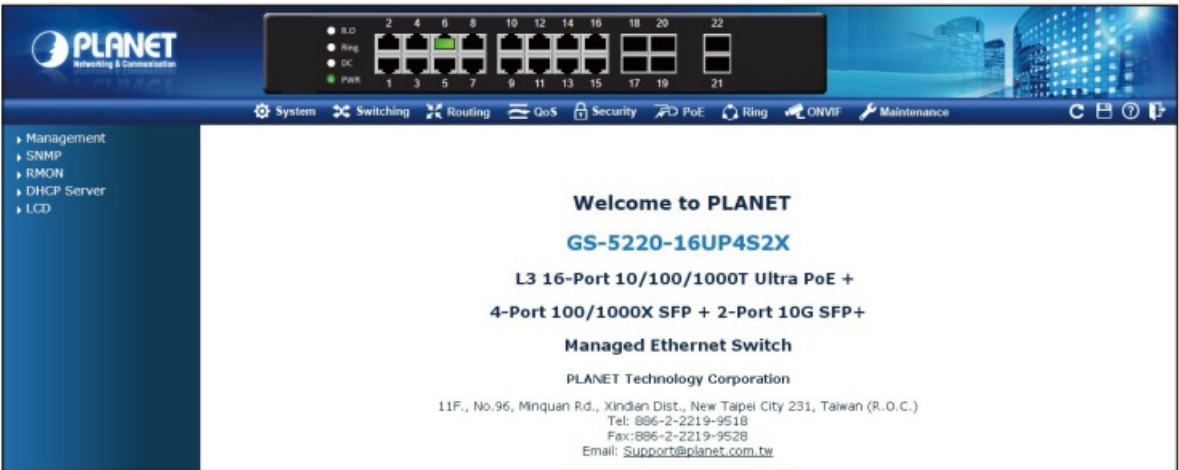 PLANET
Networking & Communication
R.O
Ring
DC
PWR
2 4 6 8 10 12 14 16 18 20 22
1 3 5 7 9 11 13 15 17 19 21
System Switching Routing QoS Security PoE Ring ONVIF Maintenance
Management
SNMP
RMON
DHCP Server
LCD
Welcome to PLANET
GS-5220-16UP4S2X
L3 16-Port 10/100/1000T Ultra PoE +
4-Port 100/1000X SFP + 2-Port 10G SFP+
Managed Ethernet Switch
PLANET Technology Corporation
11F., No.96, Minquan Rd., Xindian Dist., New Taipei City 231, Taiwan (R.O.C.)
Tel: 886-2-2219-9518
Fax:886-2-2219-9528
Email: Support@planet.com.tw